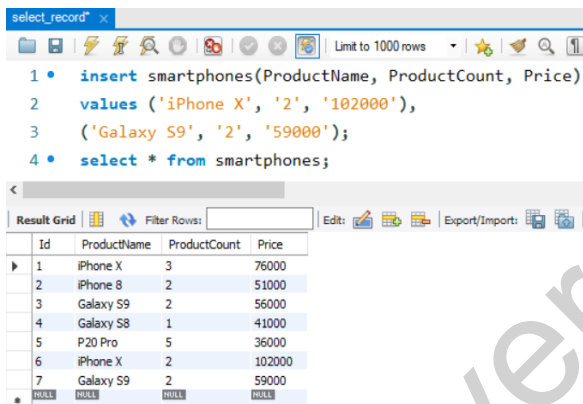 select_record* ×
Limit to 1000 rows
1 insert smartphones(ProductName, ProductCount, Price)
2 values ('iPhone X', '2', '102000'),
3 ('Galaxy S9', '2', '59000');
4 select * from smartphones;
Result Grid Filter Rows: Edit: Export/Import:
Id ProductName ProductCount Price
1 iPhone X 3 76000
2 iPhone 8 2 51000
3 Galaxy S9 2 56000
4 Galaxy S8 1 41000
5 P20 Pro 5 36000
6 iPhone X 2 102000
7 Galaxy S9 2 59000
NULL NULL NULL NULL